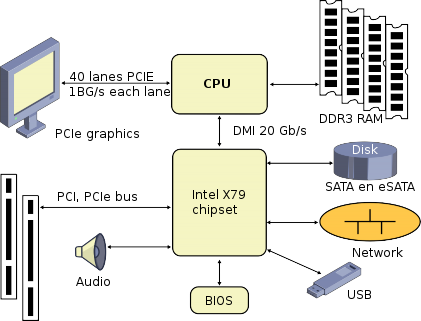 40 lanes PCIE
1BG/s each lane
CPU
PCIe graphics
DDR3 RAM
DMI 20 Gb/s
Disk
SATA en eSATA
PCI, PCIe bus
Intel X79
chipset
Network
Audio
USB
BIOS